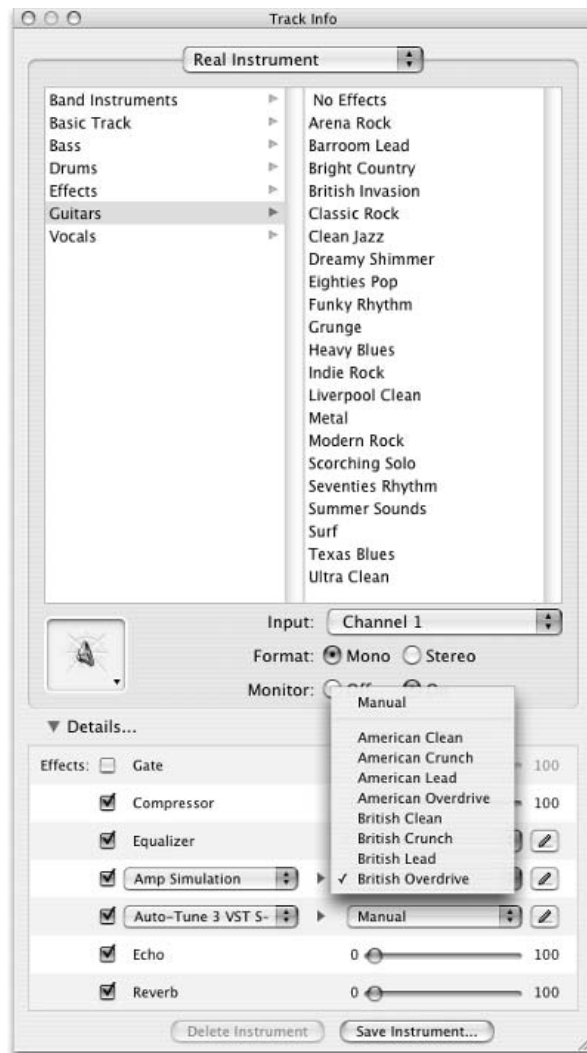 Track Info
Real Instrument
Band Instruments
Basic Track
Bass
Drums
Effects
Guitars
Vocals
No Effects
Arena Rock
Barroom Lead
Bright Country
British Invasion
Classic Rock
Clean Jazz
Dreamy Shimmer
Eighties Pop
Funky Rhythm
Grunge
Heavy Blues
Indie Rock
Liverpool Clean
Metal
Modern Rock
Scorching Solo
Seventies Rhythm
Summer Sounds
Surf
Texas Blues
Ultra Clean
Input: Channel 1
Format: Mono Stereo
Monitor:
Manual
American Clean
American Crunch
American Lead
American Overdrive
British Clean
British Crunch
British Lead
✓ British Overdrive
Details...
Effects: Gate 100
Compressor 100
Equalizer
Amp Simulation
Auto-Tune 3 VST S- Manual
Echo 0 100
Reverb 0 100
Delete Instrument Save Instrument...